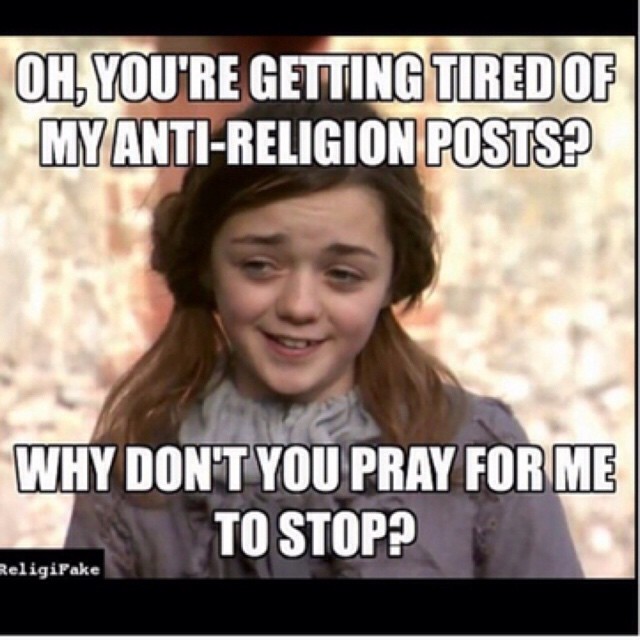 OH, YOU'RE GETTING TIRED OF
MY ANTI-RELIGION POSTS?
WHY DON'T YOU PRAY FOR ME
TO STOP?
ReligiFake